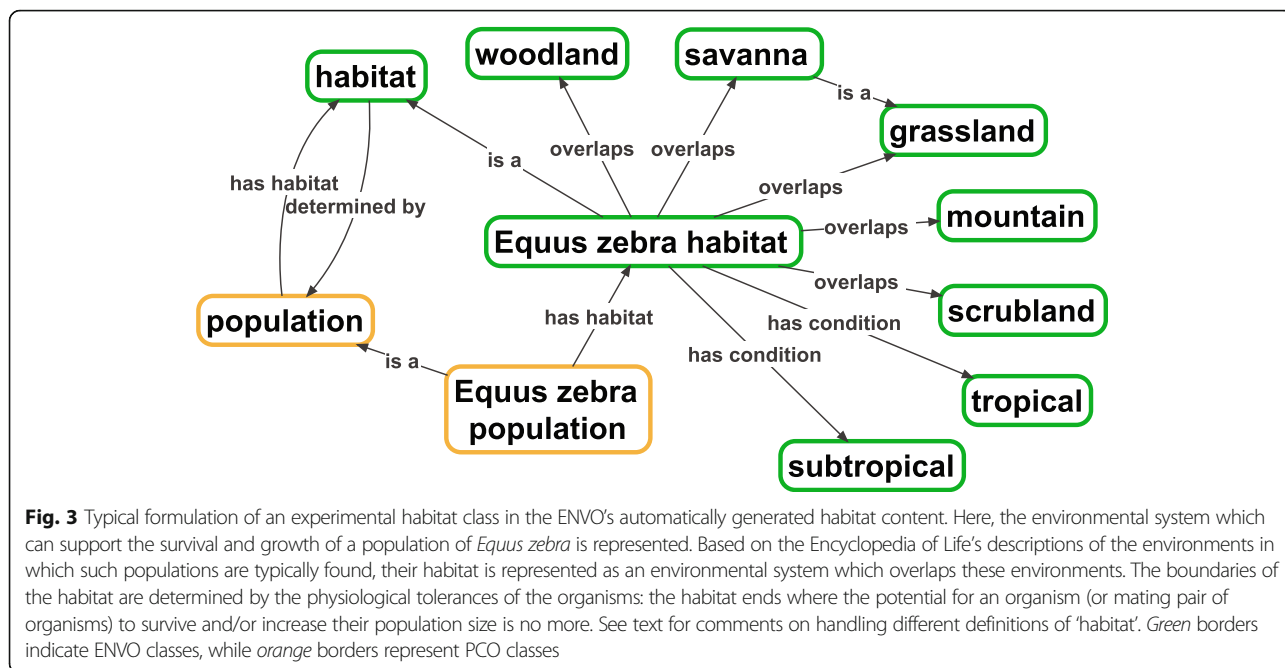 woodland
savanna
habitat
is a
grassland
overlaps
overlaps
is a
has habitat
overlaps
determined by
mountain
Equus zebra habitat
overlaps
overlaps
scrubland
population
has habitat
has condition
has condition
is a
Equus zebra
population
tropical
subtropical
Fig. 3 Typical formulation of an experimental habitat class in the ENVO's automatically generated habitat content. Here, the environmental system which
can support the survival and growth of a population of Equus zebra is represented. Based on the Encyclopedia of Life's descriptions of the environments in
which such populations are typically found, their habitat is represented as an environmental system which overlaps these environments. The boundaries of
the habitat are determined by the physiological tolerances of the organisms: the habitat ends where the potential for an organism (or mating pair of
organisms) to survive and/or increase their population size is no more. See text for comments on handling different definitions of 'habitat'. Green borders
indicate ENVO classes, while orange borders represent PCO classes